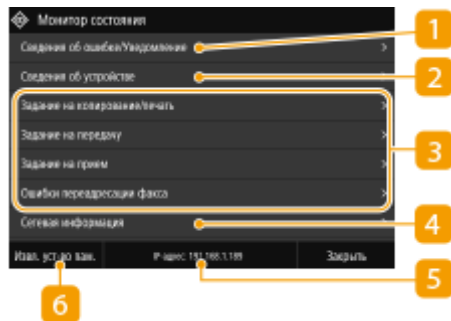 Монитор состояния
Сведения об ошибке/Уведомление
1
Сведения об устройстве
2
Задание на копирование/печать
Задание на передачу
Задание на прием
Ошибки переадресации факса
3
Сетевая информация
4
Извл. уст-во пам.
IP-адрес: 192.168.1.189
Закрыть
5
6